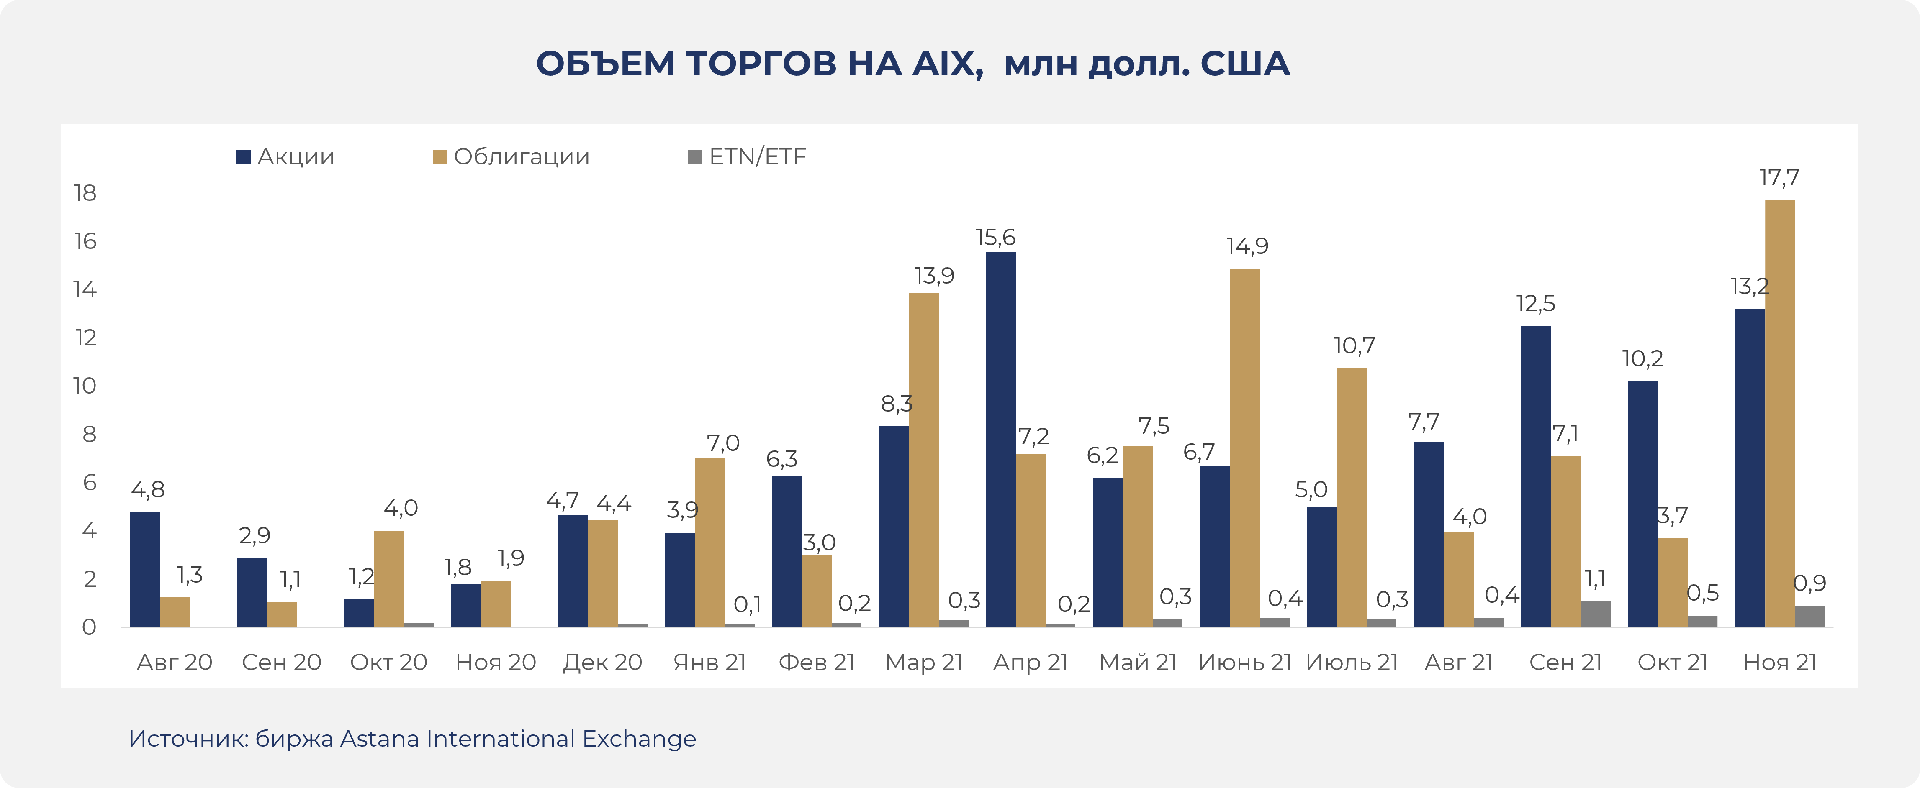 ОБЪЕМ ТОРГОВ НА AIX, млн долл. США
Акции Облигации ETN/ETF
18
16
14
12
10
8
6
4
2
0
4,8 1,3
2,9 1,1
1,2 4,0
1,8 1,9
4,7 4,4
3,9 7,0 0,1
6,3 3,0 0,2
8,3 13,9 0,3
15,6 7,2 0,2
6,2 7,5 0,3
6,7 14,9 0,4
5,0 10,7 0,3
7,7 4,0 0,4
12,5 7,1 1,1
10,2 3,7 0,5
13,2 17,7 0,9
Авг 20 Сен 20 Окт 20 Ноя 20 Дек 20 Янв 21 Фев 21 Мар 21 Апр 21 Май 21 Июнь 21 Июль 21 Авг 21 Сен 21 Окт 21 Ноя 21
Источник: биржа Astana International Exchange